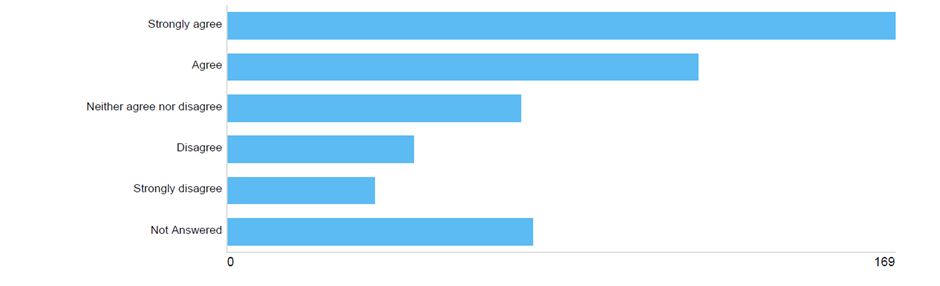 Strongly agree
Agree
Neither agree nor disagree
Disagree
Strongly disagree
Not Answered
0 169